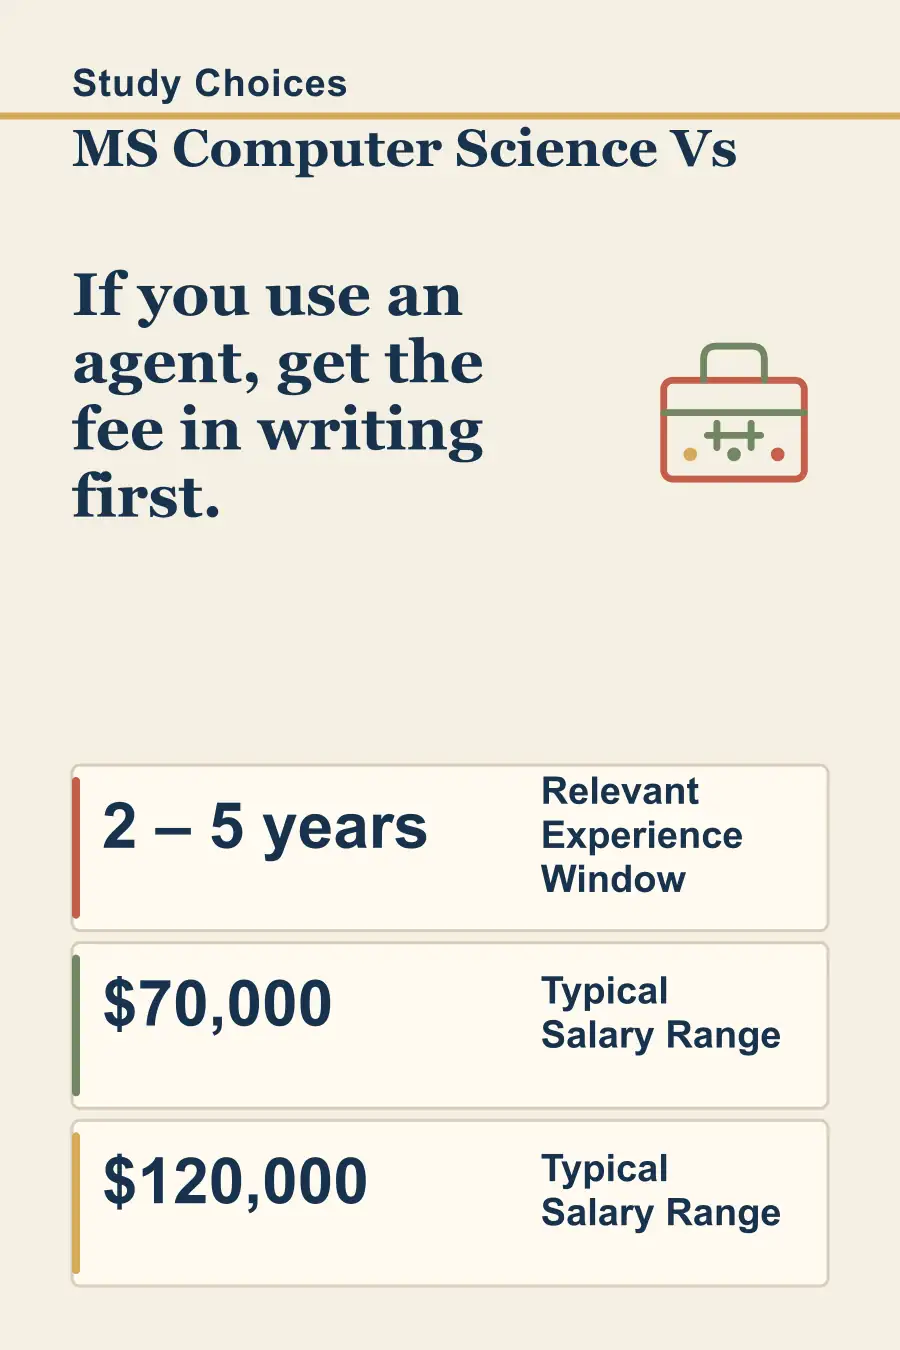 Study Choices
MS Computer Science Vs
If you use an
agent, get the
fee in writing
first.
2 – 5 years
Relevant
Experience
Window
$70,000
Typical
Salary Range
$120,000
Typical
Salary Range